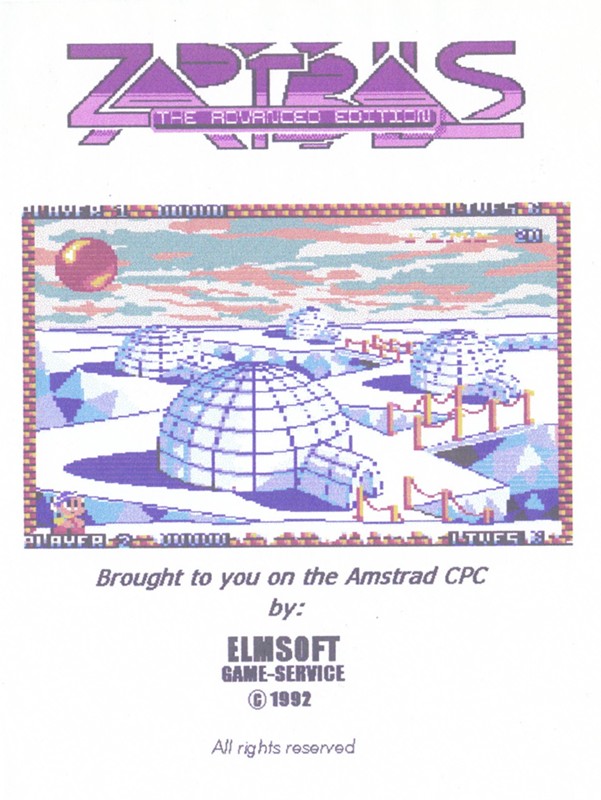 ZAP'T'BALLS
THE ADVANCED EDITION
PLAYER 1
LIVES
PLAYER 2
LIVES
Brought to you on the Amstrad CPC
by:
ELMSOFT
GAME-SERVICE
© 1992
All rights reserved